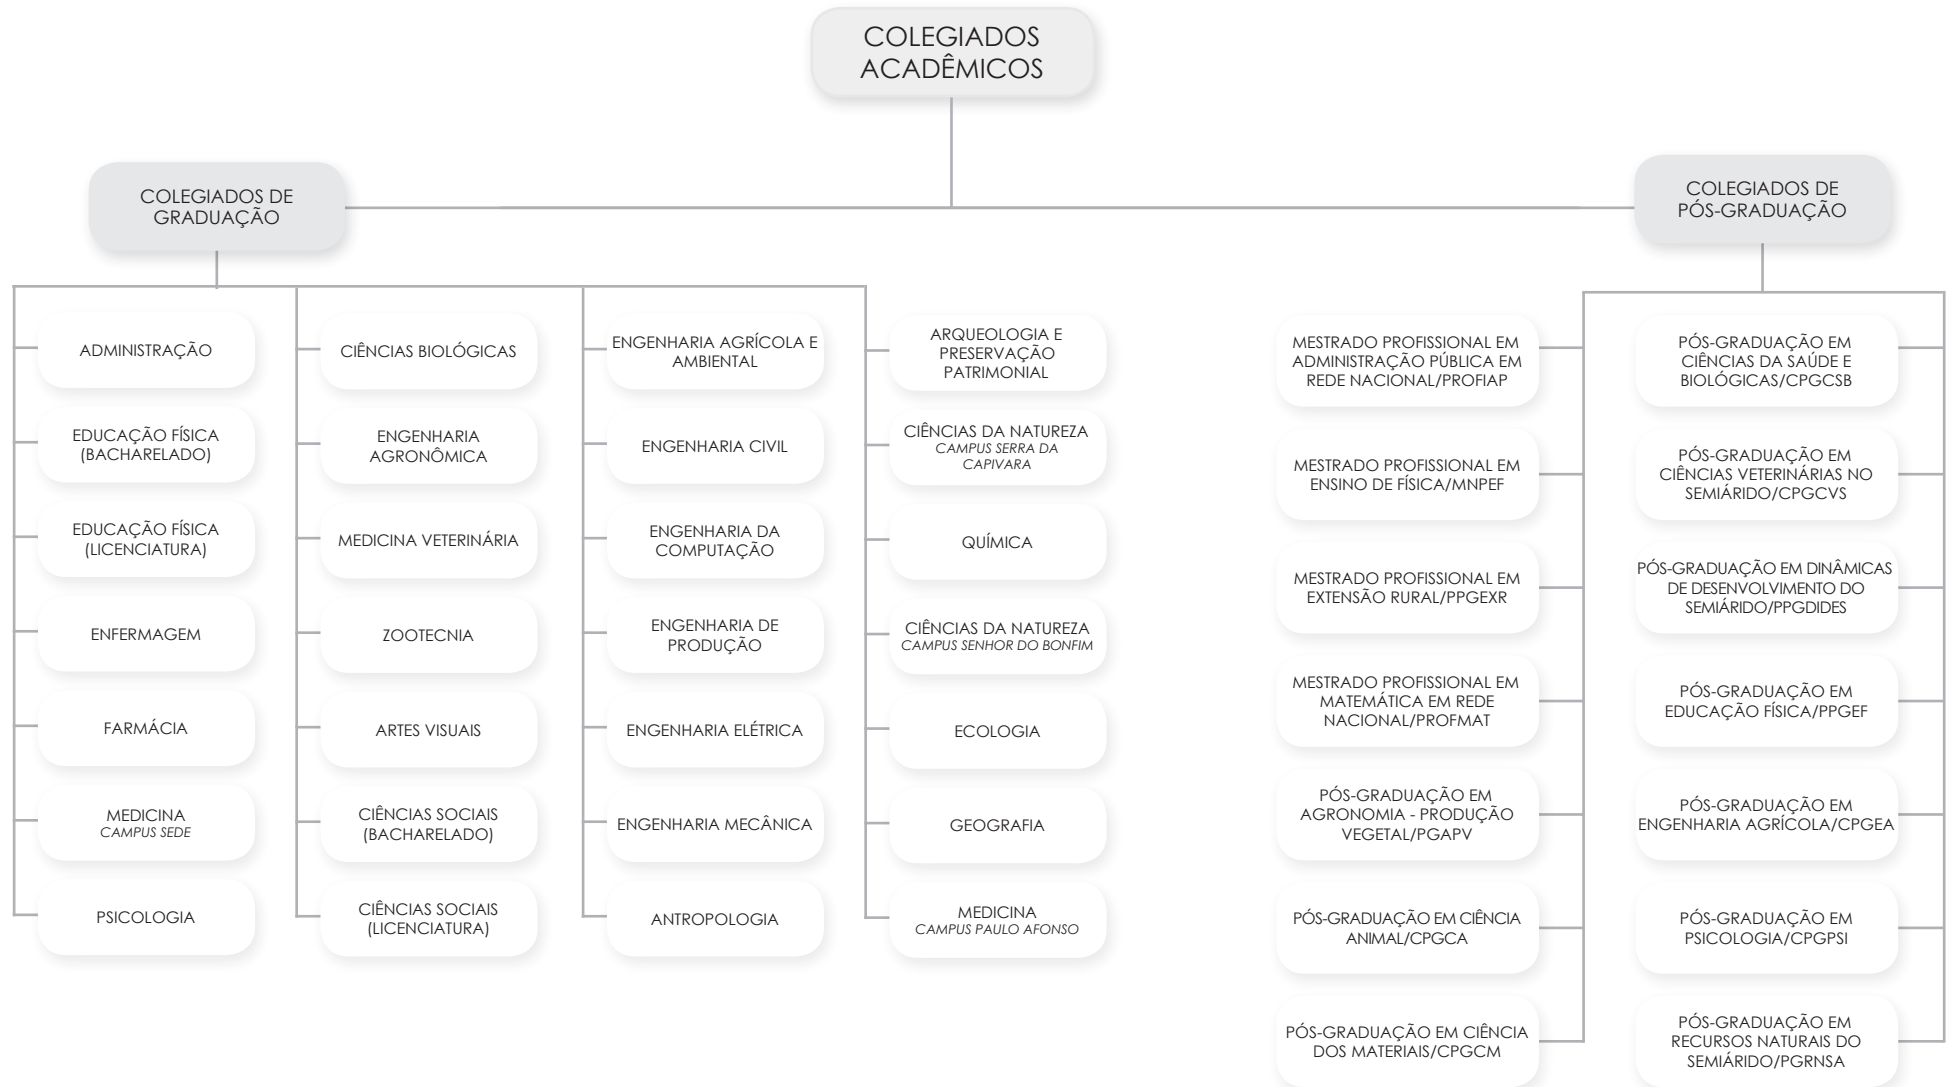 COLEGIADOS
ACADÊMICOS
COLEGIADOS DE
GRADUAÇÃO
COLEGIADOS DE
PÓS-GRADUAÇÃO
ADMINISTRAÇÃO
EDUCAÇÃO FÍSICA
(BACHARELADO)
EDUCAÇÃO FÍSICA
(LICENCIATURA)
ENFERMAGEM
FARMÁCIA
MEDICINA
CAMPUS SEDE
PSICOLOGIA
CIÊNCIAS BIOLÓGICAS
ENGENHARIA
AGRONÔMICA
MEDICINA VETERINÁRIA
ZOOTECNIA
ARTES VISUAIS
CIÊNCIAS SOCIAIS
(BACHARELADO)
CIÊNCIAS SOCIAIS
(LICENCIATURA)
ENGENHARIA AGRÍCOLA E
AMBIENTAL
ENGENHARIA CIVIL
ENGENHARIA DA
COMPUTAÇÃO
ENGENHARIA DE
PRODUÇÃO
ENGENHARIA ELÉTRICA
ENGENHARIA MECÂNICA
ANTROPOLOGIA
ARQUEOLOGIA E
PRESERVAÇÃO
PATRIMONIAL
CIÊNCIAS DA NATUREZA
CAMPUS SERRA DA
CAPIVARA
QUÍMICA
CIÊNCIAS DA NATUREZA
CAMPUS SENHOR DO BONFIM
ECOLOGIA
GEOGRAFIA
MEDICINA
CAMPUS PAULO AFONSO
MESTRADO PROFISSIONAL EM
ADMINISTRAÇÃO PÚBLICA EM
REDE NACIONAL/PROFIAP
MESTRADO PROFISSIONAL EM
ENSINO DE FÍSICA/MNPEF
MESTRADO PROFISSIONAL EM
EXTENSÃO RURAL/PPGEXR
MESTRADO PROFISSIONAL EM
MATEMÁTICA EM REDE
NACIONAL/PROFMAT
PÓS-GRADUAÇÃO EM
AGRONOMIA - PRODUÇÃO
VEGETAL/PGAPV
PÓS-GRADUAÇÃO EM CIÊNCIA
ANIMAL/CPGCA
PÓS-GRADUAÇÃO EM CIÊNCIA
DOS MATERIAIS/CPGCM
PÓS-GRADUAÇÃO EM
CIÊNCIAS DA SAÚDE E
BIOLÓGICAS/CPGCSB
PÓS-GRADUAÇÃO EM
CIÊNCIAS VETERINÁRIAS NO
SEMIÁRIDO/CPGCVS
PÓS-GRADUAÇÃO EM DINÂMICAS
DE DESENVOLVIMENTO DO
SEMIÁRIDO/PPGDIDES
PÓS-GRADUAÇÃO EM
EDUCAÇÃO FÍSICA/PPGEF
PÓS-GRADUAÇÃO EM
ENGENHARIA AGRÍCOLA/CPGEA
PÓS-GRADUAÇÃO EM
PSICOLOGIA/CPGPSI
PÓS-GRADUAÇÃO EM
RECURSOS NATURAIS DO
SEMIÁRIDO/PGRNSA